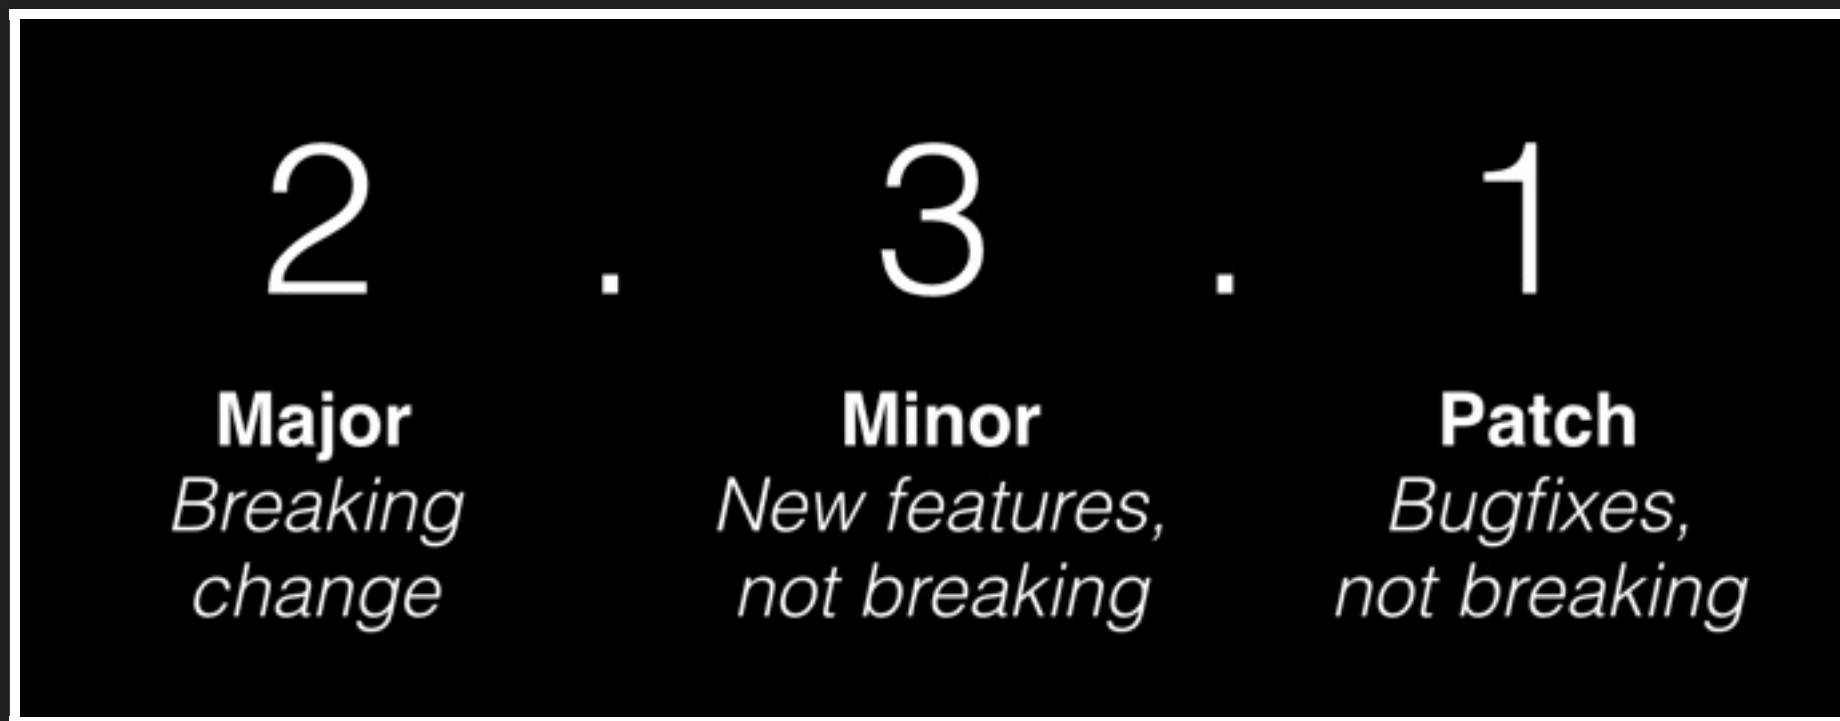 2 . 3 . 1
Major Minor Patch
Breaking New features, Bugfixes,
change not breaking not breaking